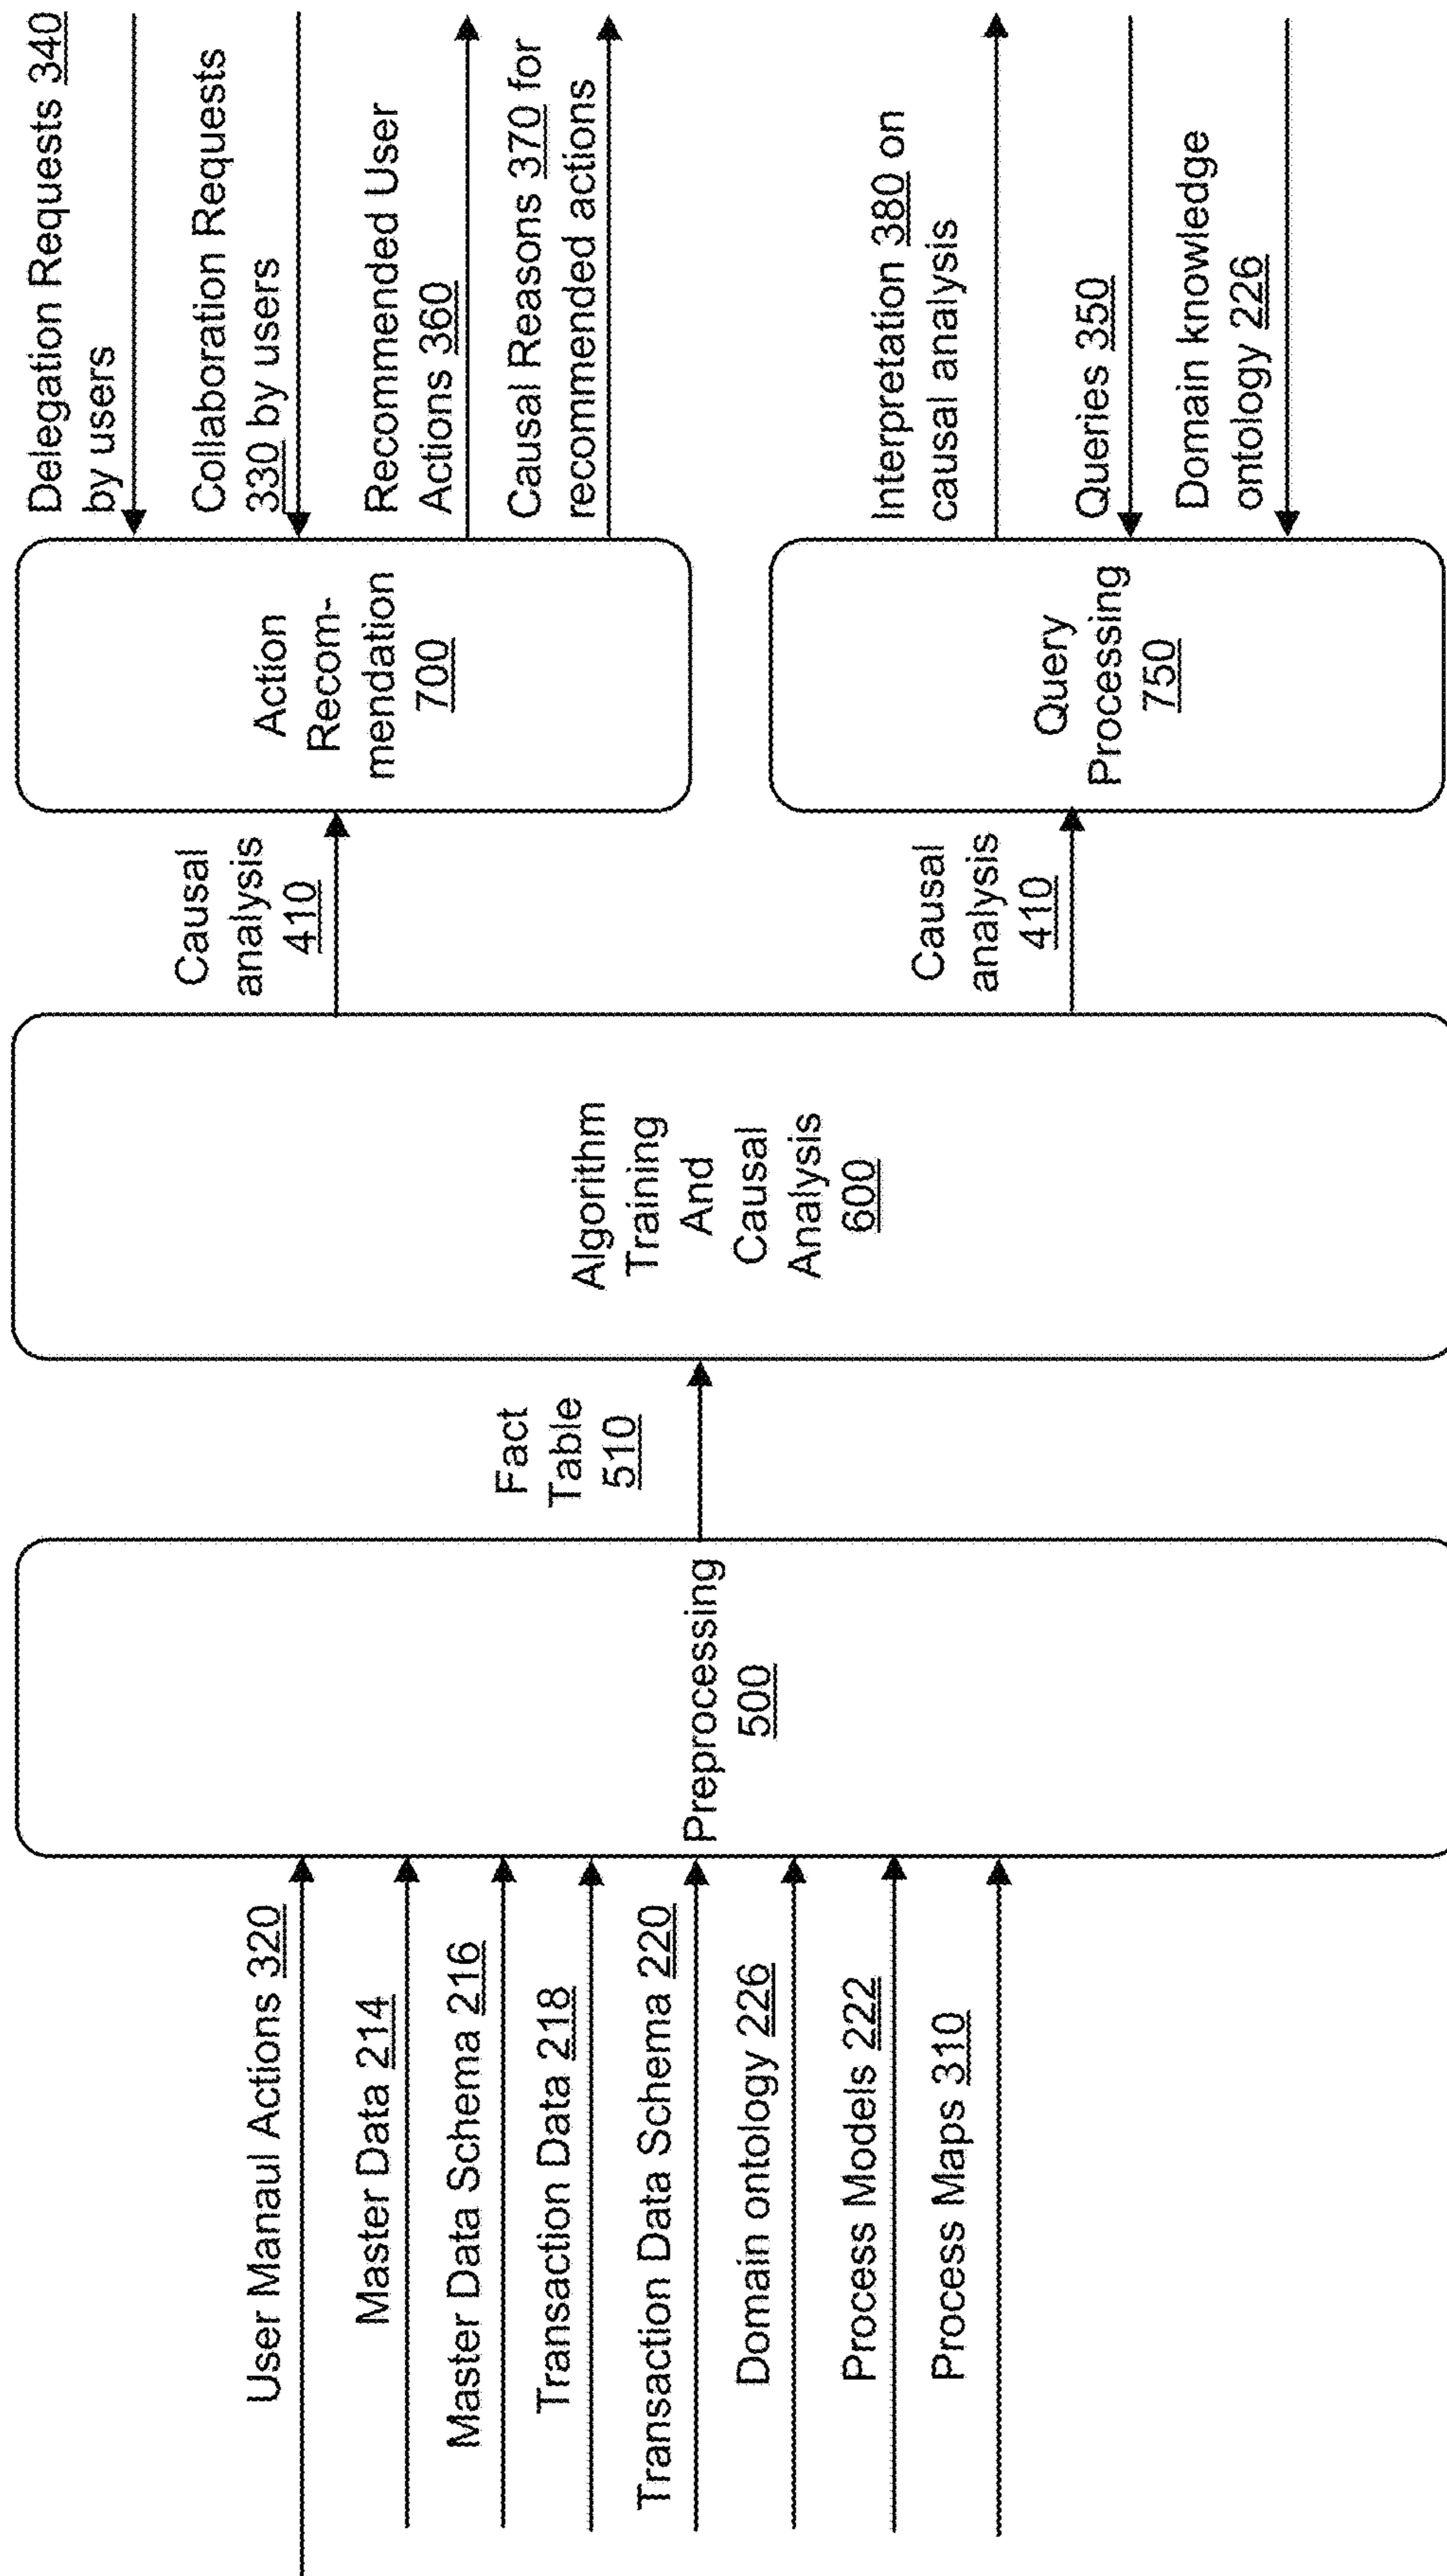 User Manaul Actions 320
Master Data 214
Master Data Schema 216
Transaction Data 218
Transaction Data Schema 220
Domain ontology 226
Process Models 222
Process Maps 310
Preprocessing
500
Fact
Table
510
Algorithm
Training
And
Causal
Analysis
600
Causal
analysis
410
Causal
analysis
410
Action
Recom-
mendation
700
Query
Processing
750
Delegation Requests 340
by users
Collaboration Requests
330 by users
Recommended User
Actions 360
Causal Reasons 370 for
recommended actions
Interpretation 380 on
causal analysis
Queries 350
Domain knowledge
ontology 226